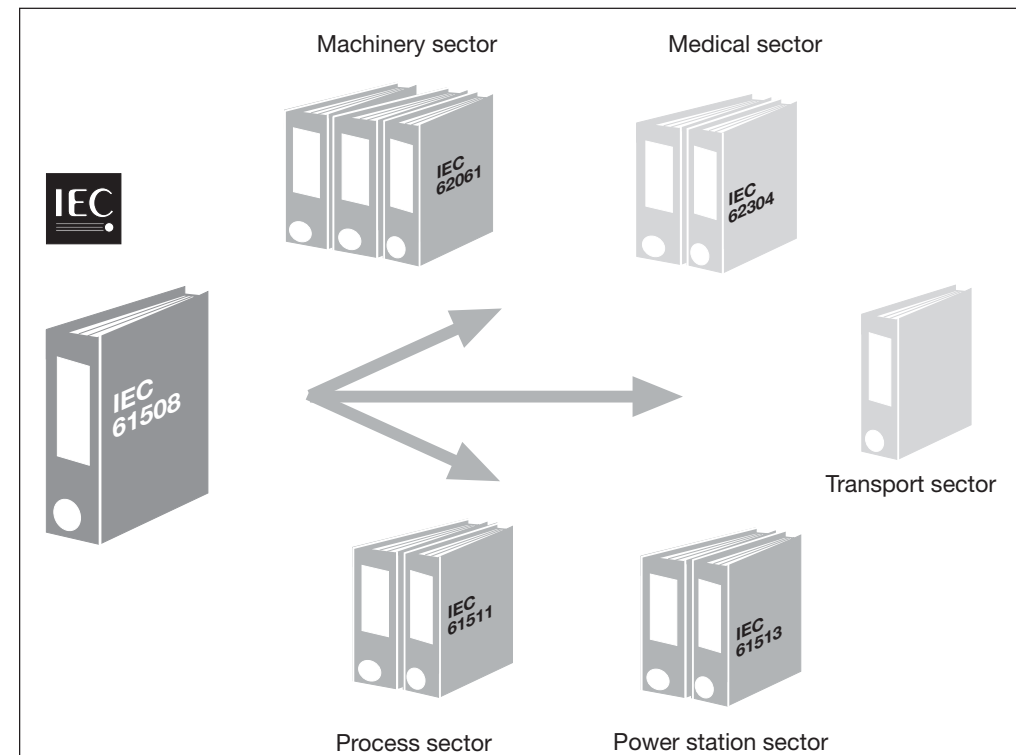 Machinery sector
Medical sector
IEC
62061
IEC
62304
IEC
IEC
61508
Transport sector
IEC
61511
IEC
61513
Process sector
Power station sector